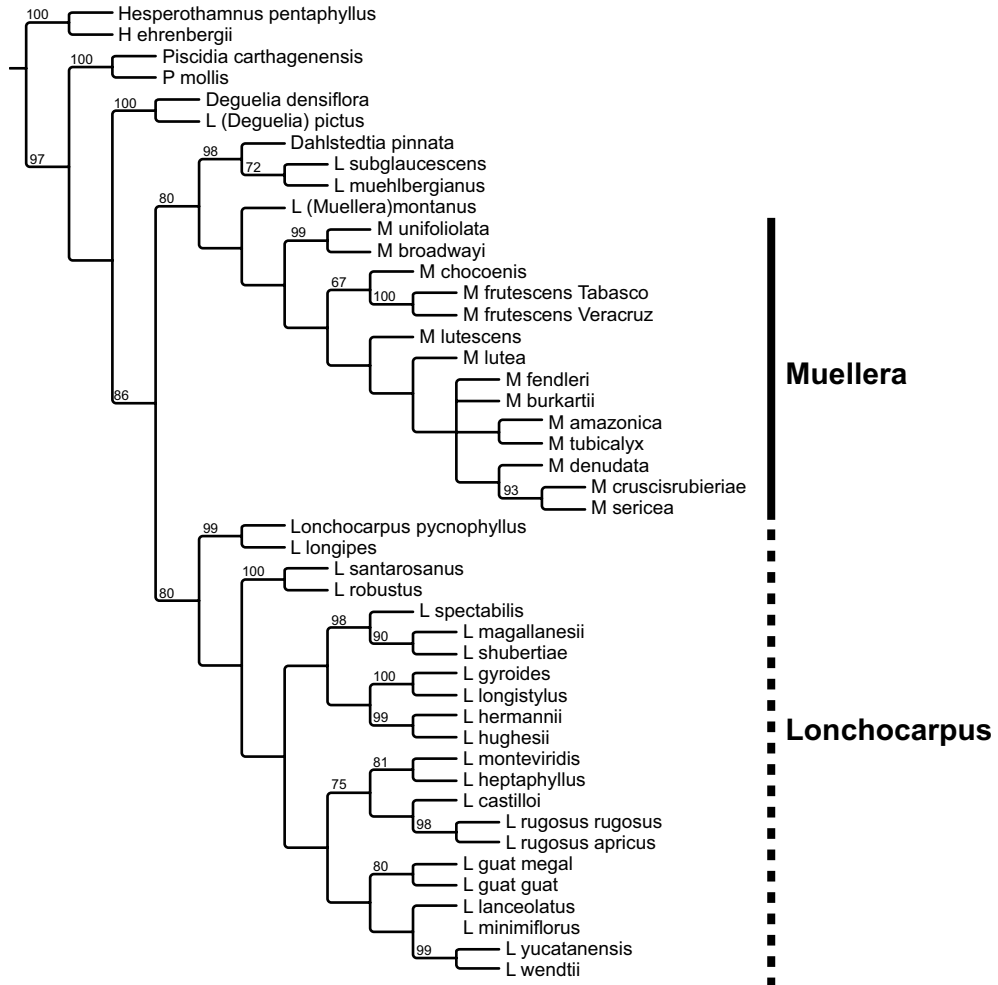 100
Hesperothamnus pentaphyllus
H ehrenbergii
100
Piscidia carthagenensis
P mollis
97
100
Deguelia densiflora
L (Deguelia) pictus
86
80
98
Dahlstedtia pinnata
72
L subglaucescens
L muehlbergianus
L (Muellera)montanus
99
M unifoliolata
M broadwayi
67
M chocoenis
100
M frutescens Tabasco
M frutescens Veracruz
M lutescens
M lutea
M fendleri
M burkartii
M amazonica
M tubicalyx
M denudata
93
M cruscisrubieriae
M sericea
Muellera
80
99
Lonchocarpus pycnophyllus
L longipes
100
L santarosanus
L robustus
98
L spectabilis
90
L magallanesii
L shubertiae
100
L gyroides
L longistylus
99
L hermannii
L hughesii
75
81
L monteviridis
L heptaphyllus
L castilloi
98
L rugosus rugosus
L rugosus apricus
80
L guat megal
L guat guat
L lanceolatus
L minimiflorus
99
L yucatanensis
L wendtii
Lonchocarpus